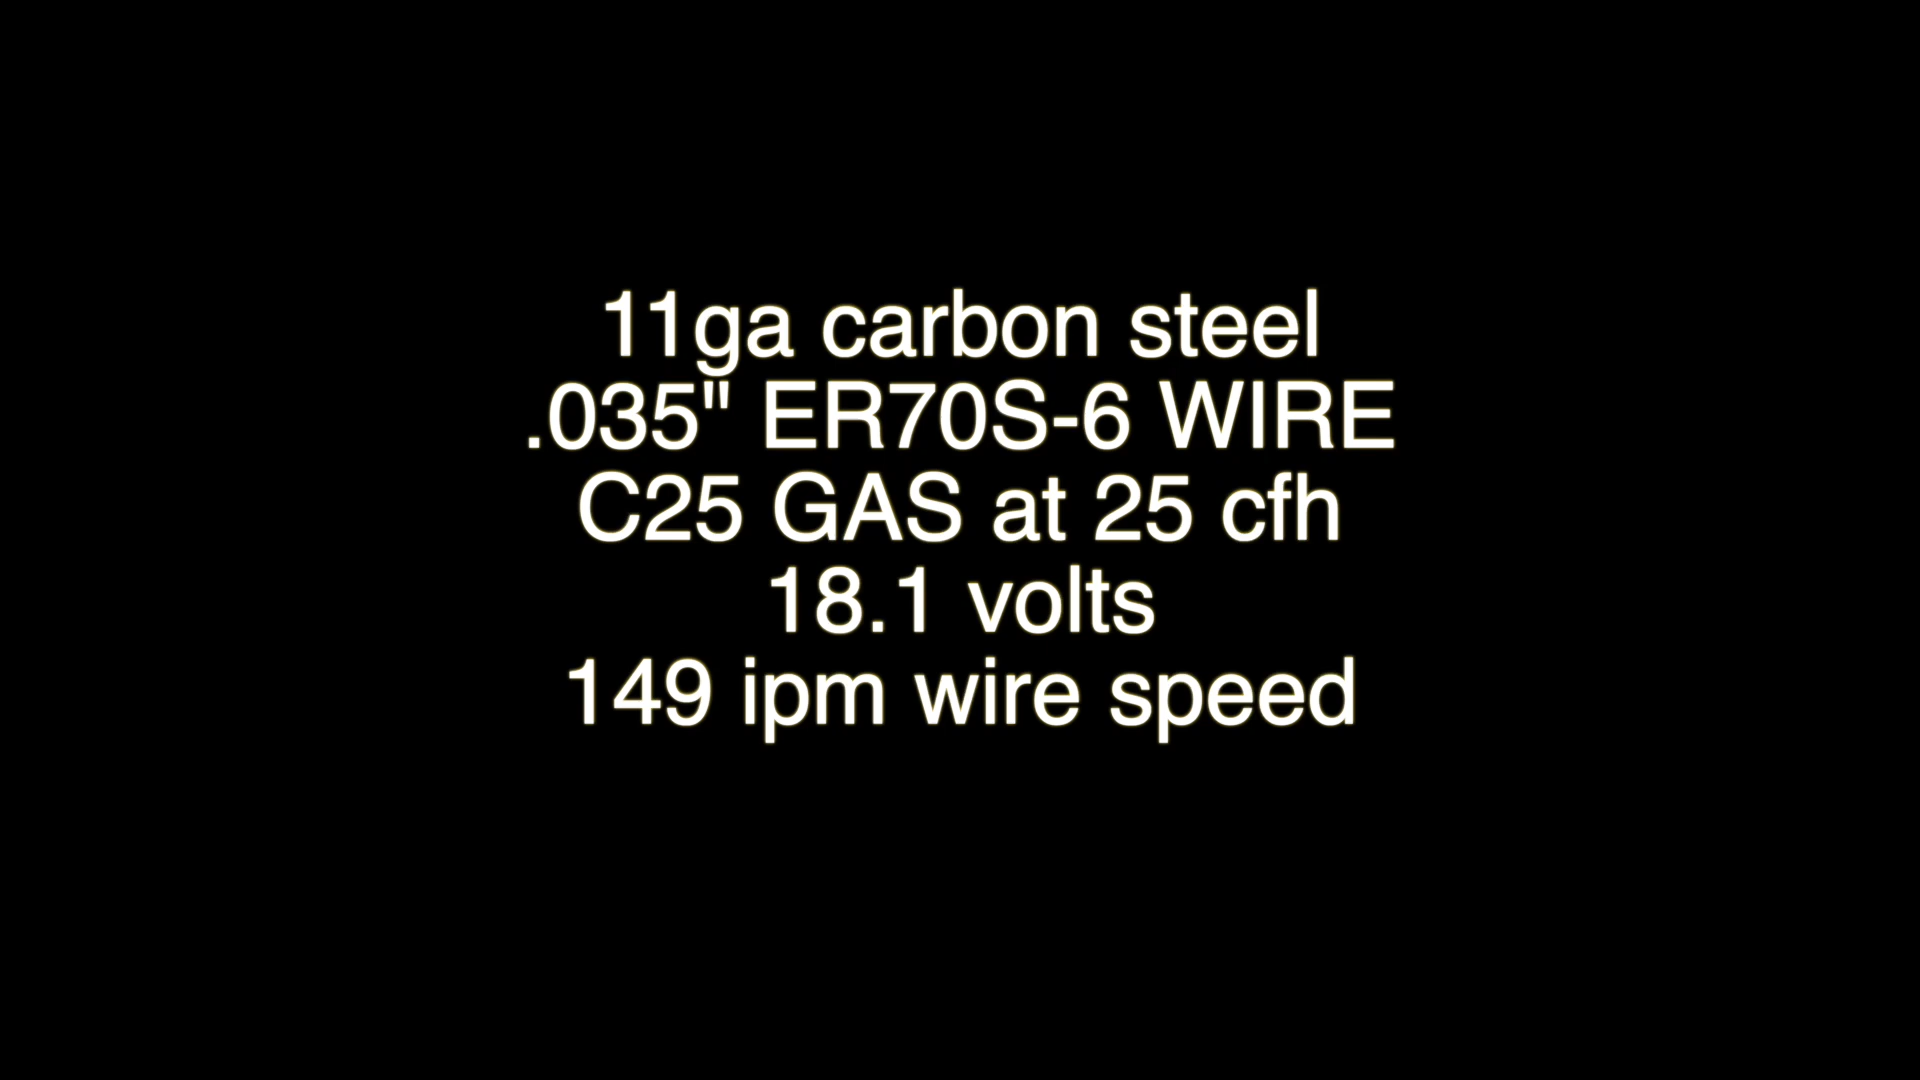 11ga carbon steel
.035" ER70S-6 WIRE
C25 GAS at 25 cfh
18.1 volts
149 ipm wire speed